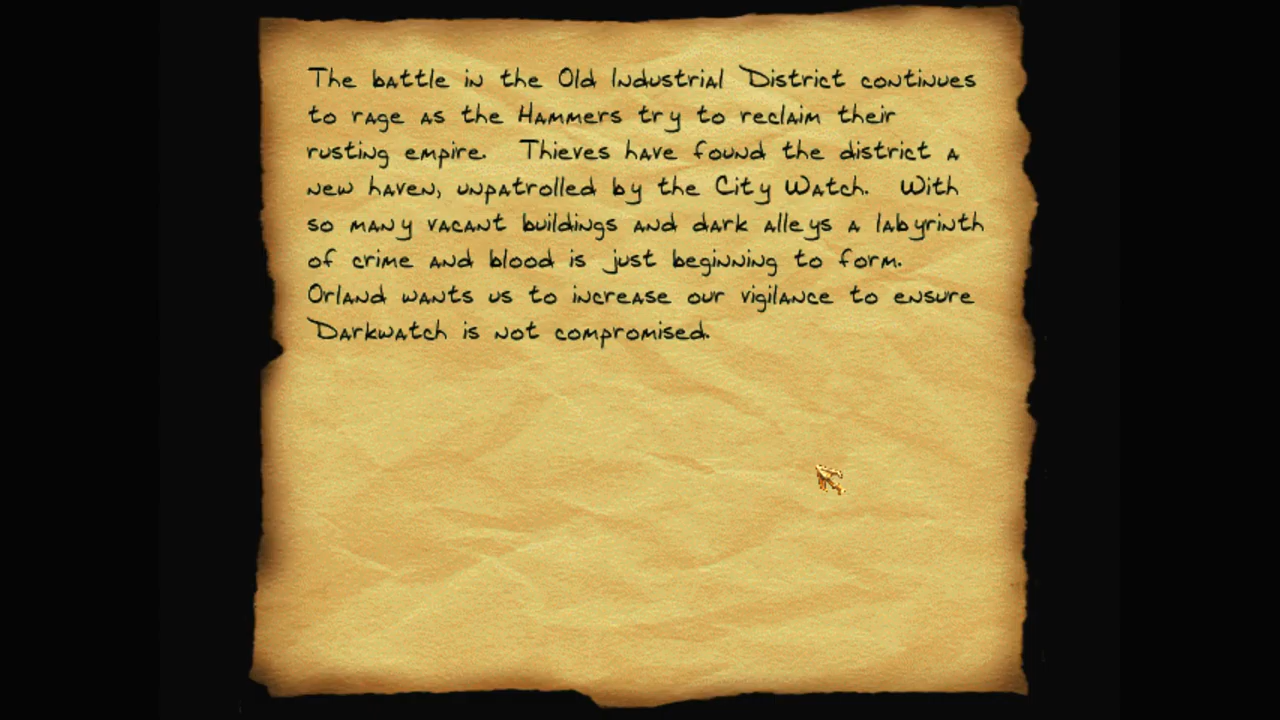 The battle in the Old Industrial District continues
to rage as the Hammers try to reclaim their
rusting empire.  Thieves have found the district a
new haven, unpatrolled by the City Watch.  With
so many vacant buildings and dark alleys a labyrinth
of crime and blood is just beginning to form.
Orland wants us to increase our vigilance to ensure
Darkwatch is not compromised.